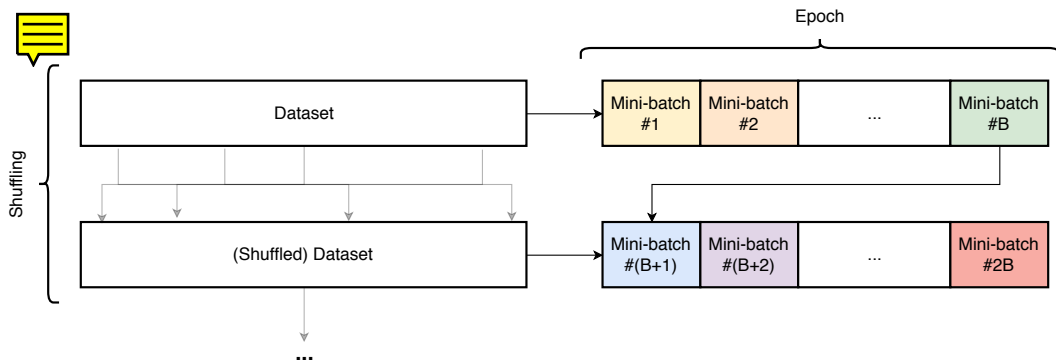 Epoch
Dataset
Mini-batch
#1
Mini-batch
#2
...
Mini-batch
#B
Shuffling
(Shuffled) Dataset
Mini-batch
#(B+1)
Mini-batch
#(B+2)
...
Mini-batch
#2B
...